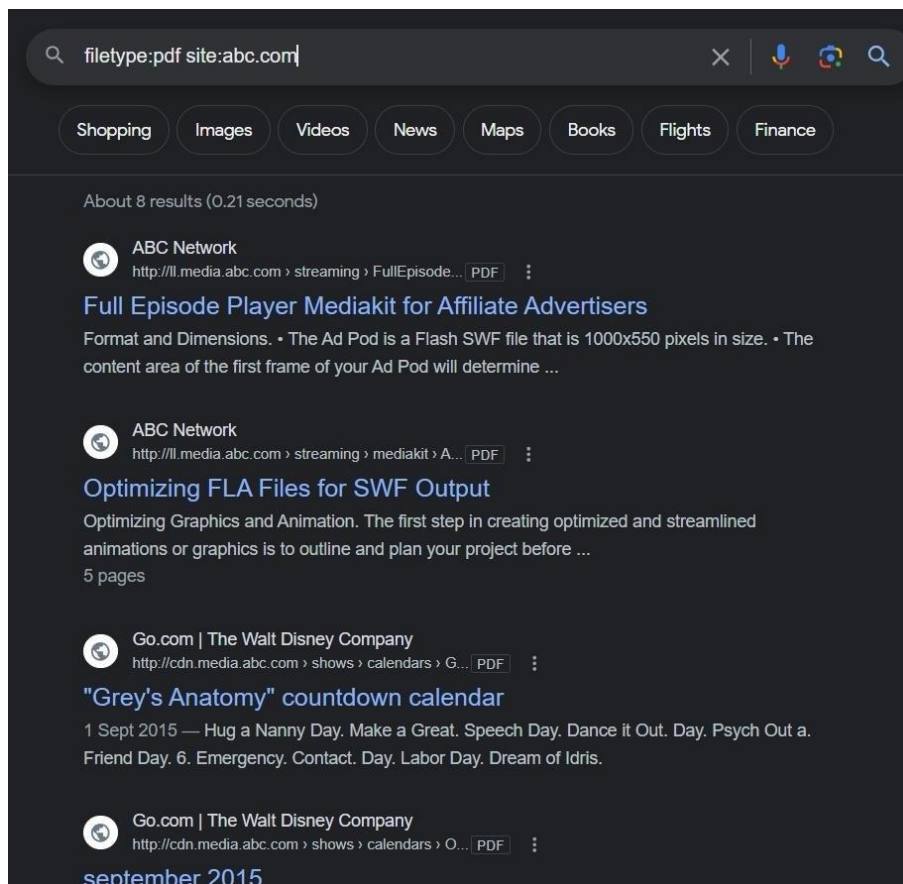 filetype:pdf site:abc.com
Shopping Images Videos News Maps Books Flights Finance
About 8 results (0.21 seconds)
ABC Network
http://ll.media.abc.com › streaming › FullEpisode... PDF
Full Episode Player Mediakit for Affiliate Advertisers
Format and Dimensions. • The Ad Pod is a Flash SWF file that is 1000x550 pixels in size. • The
content area of the first frame of your Ad Pod will determine ...
ABC Network
http://ll.media.abc.com › streaming › mediakit › A... PDF
Optimizing FLA Files for SWF Output
Optimizing Graphics and Animation. The first step in creating optimized and streamlined
animations or graphics is to outline and plan your project before ...
5 pages
Go.com | The Walt Disney Company
http://cdn.media.abc.com › shows › calendars › G... PDF
"Grey's Anatomy" countdown calendar
1 Sept 2015 — Hug a Nanny Day. Make a Great. Speech Day. Dance it Out. Day. Psych Out a.
Friend Day. 6. Emergency. Contact. Day. Labor Day. Dream of Idris.
Go.com | The Walt Disney Company
http://cdn.media.abc.com › shows › calendars › O... PDF
september 2015